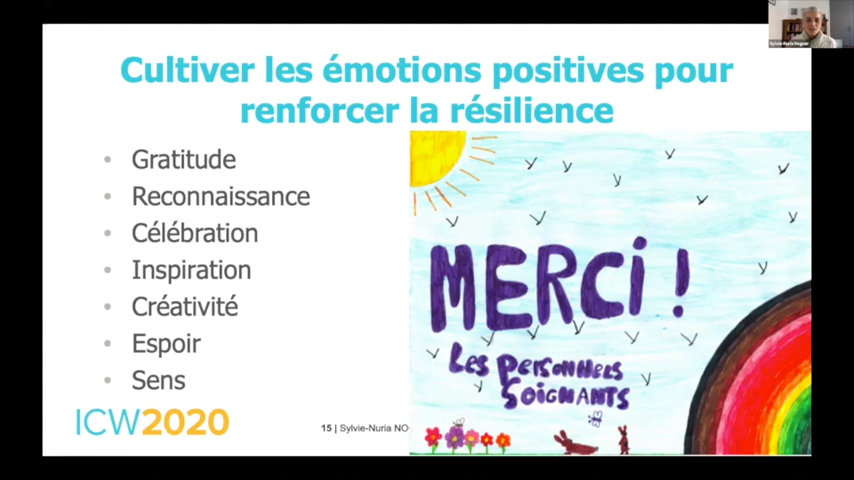 Cultiver les émotions positives pour
renforcer la résilience
• Gratitude
• Reconnaissance
• Célébration
• Inspiration
• Créativité
• Espoir
• Sens
MERCi !
Les personnels
Soignants
ICW2020
15 | Sylvie-Nuria NO